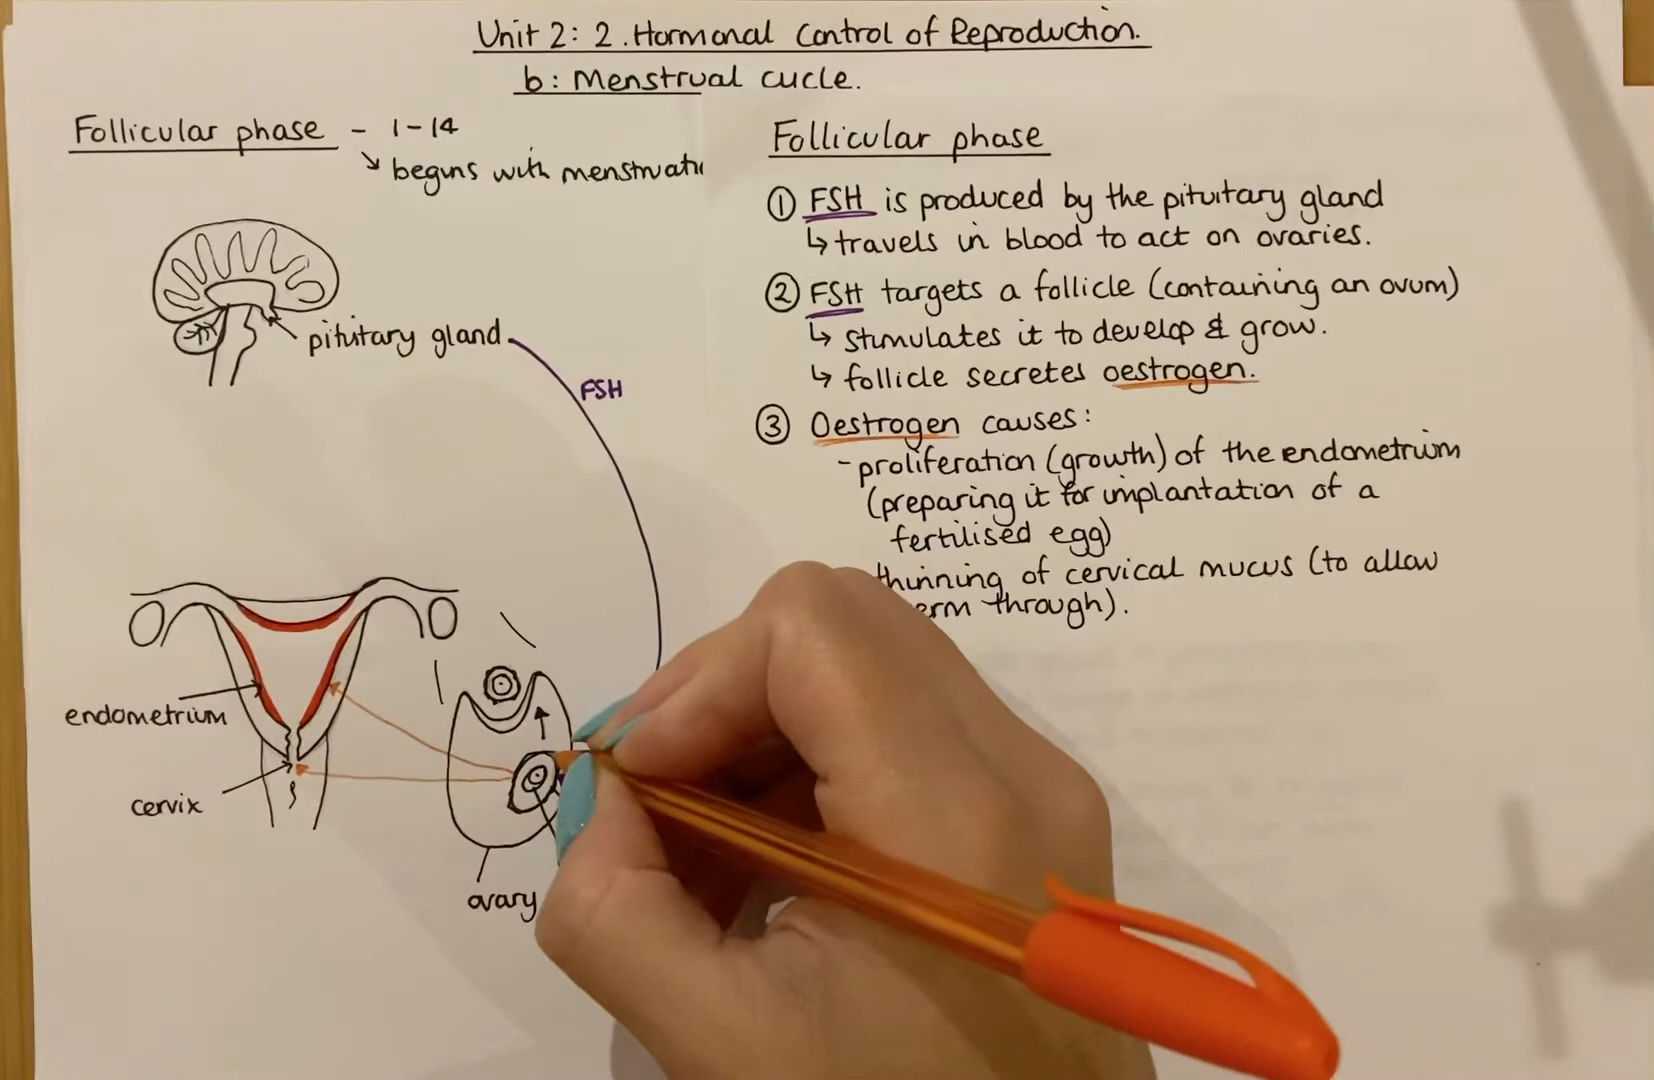 Unit 2: 2. Hormonal Control of Reproduction.
b: Menstrual cucle.
Follicular phase - 1-14
↘ begins with
pitutary gland
FSH
endometrium
cervix
ovary
Follicular phase
① FSH is produced by the pituitary gland
↳ travels in blood to act on ovaries.
② FSH targets a follicle (containing an ovum)
↳ stimulates it to develop & grow.
↳ follicle secretes oestrogen.
③ Oestrogen causes:
- proliferation (growth) of the endometrium
(preparing it for implantation of a
fertilised egg)
thinning of cervical mucus (to allow
through).